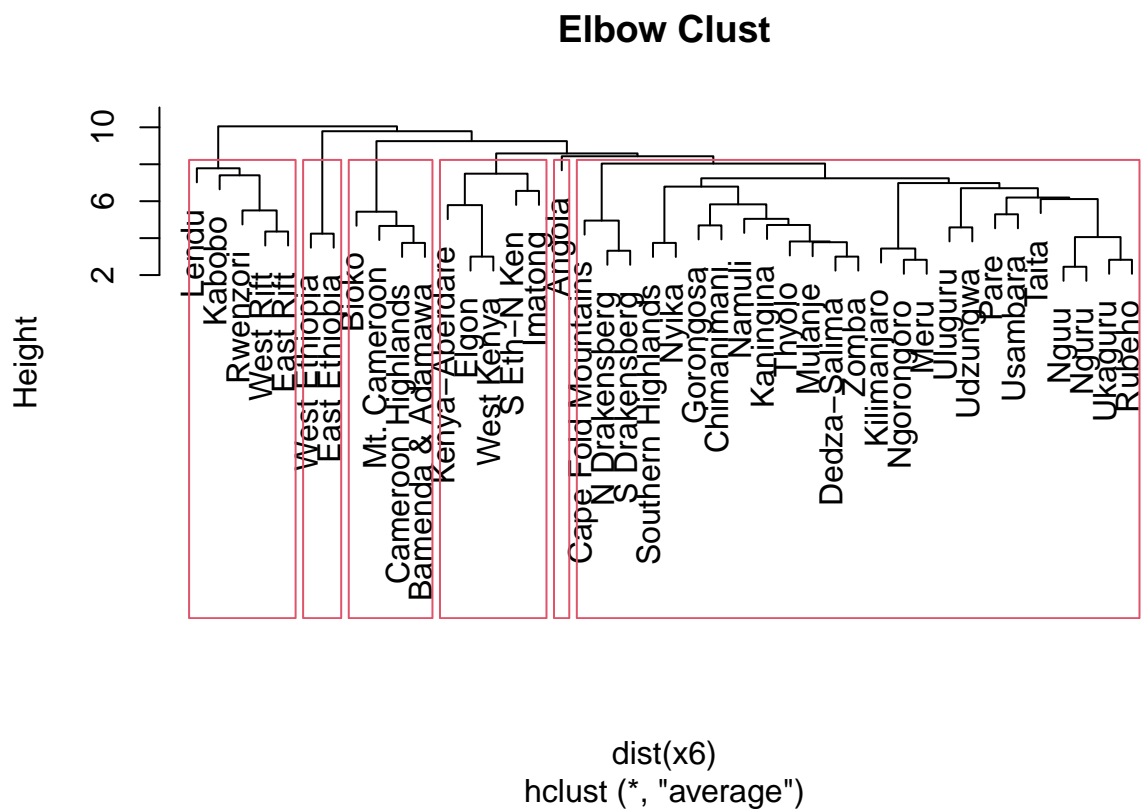 Elbow Clust
Height
10
6
2
Lendu
Kabobo
Rwenzori
West Rift
East Rift
West Ethiopia
East Ethiopia
Bioko
Mt. Cameroon
Cameroon Highlands
Bamenda & Adamawa
Kenya−Aberdare
Elgon
West Kenya
S Eth−N Ken
Imatong
Angola
Cape Fold Mountains
N Drakensberg
S Drakensberg
Southern Highlands
Nyika
Gorongosa
Chimanimani
Namuli
Kaningina
Thyolo
Mulanje
Dedza−Salima
Zomba
Kilimanjaro
Ngorongoro
Meru
Uluguru
Udzungwa
Pare
Usambara
Taita
Nguu
Nguru
Ukaguru
Rubeho
dist(x6)
hclust (*, "average")